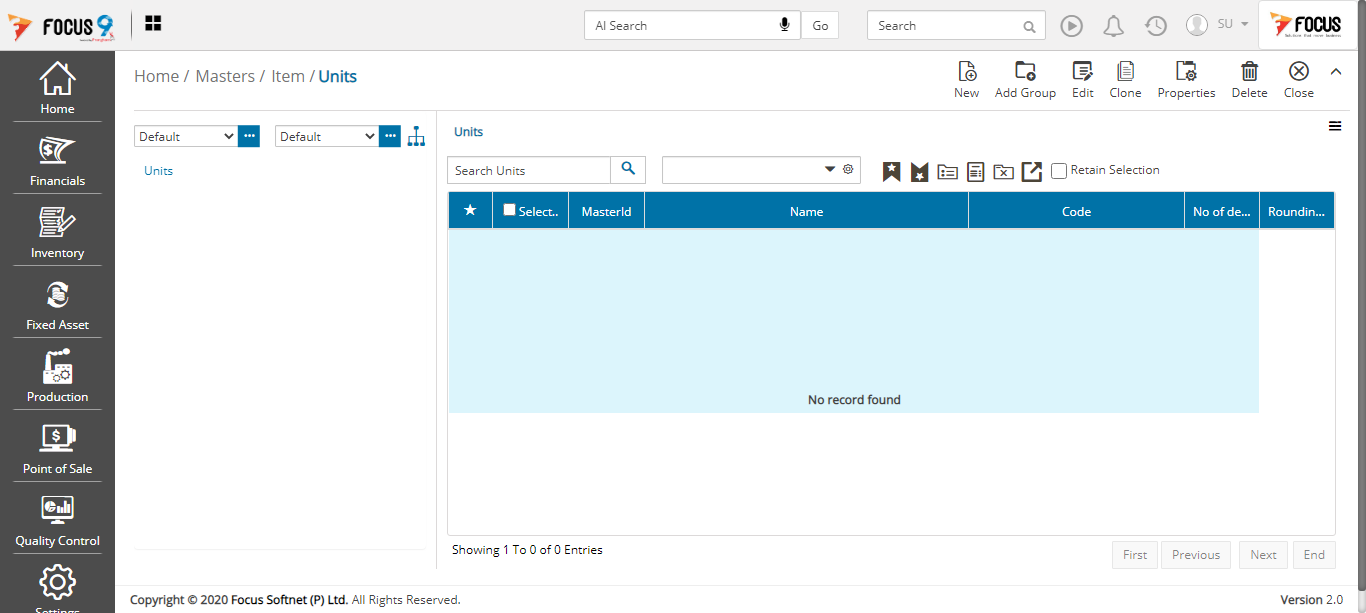 FOCUS 9
AI Search
Go
Search
SU
FOCUS
Home
Financials
Inventory
Fixed Asset
Production
Point of Sale
Quality Control
Settings
Home / Masters / Item / Units
New
Add Group
Edit
Clone
Properties
Delete
Close
Default
Default
Units
Units
Search Units
Retain Selection
Select..
MasterId
Name
Code
No of de...
Roundin...
No record found
Showing 1 To 0 of 0 Entries
First
Previous
Next
End
Copyright © 2020 Focus Softnet (P) Ltd. All Rights Reserved.
Version 2.0